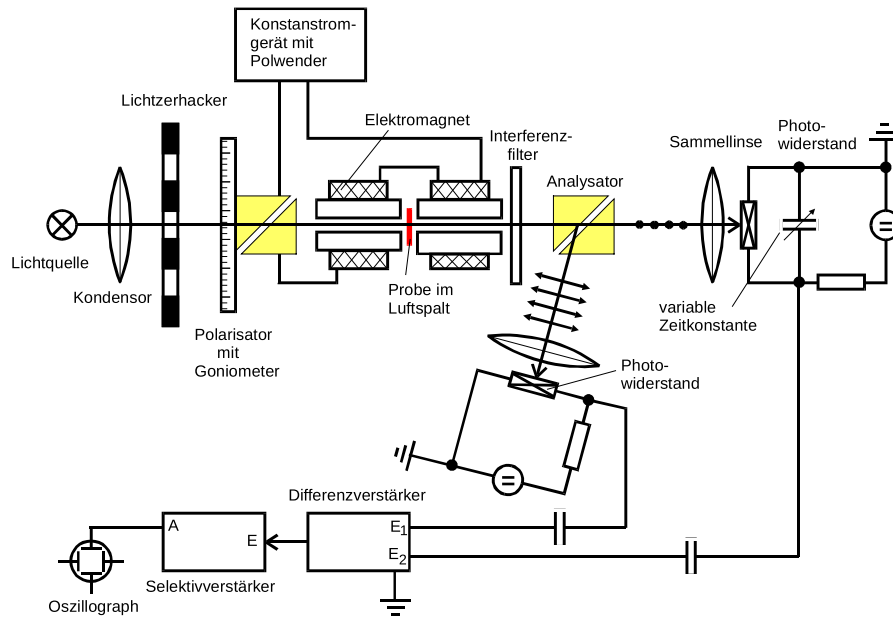 Konstanstrom-
gerät mit
Polwender
Lichtzerhacker
Elektromagnet
Interferenz-
filter
Analysator
Sammellinse
Photo-
widerstand
Lichtquelle
Kondensor
Polarisator
mit
Goniometer
Probe im
Luftspalt
variable
Zeitkonstante
Photo-
widerstand
Differenzverstärker
A
E
E1
E2
Selektivverstärker
Oszillograph